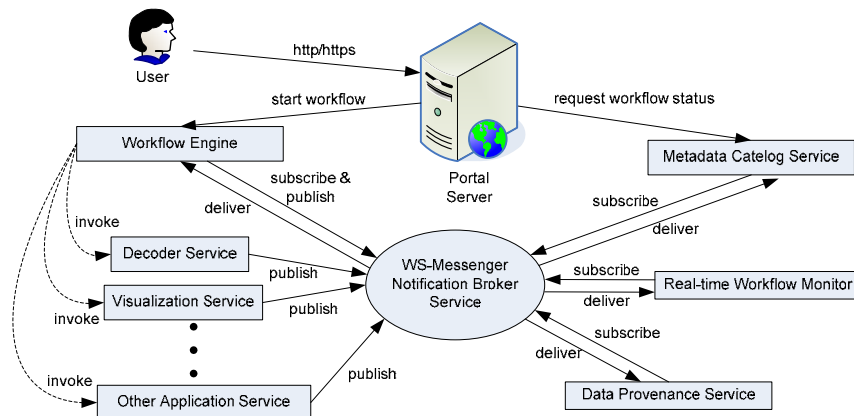 http/https
User
start workflow
request workflow status
Workflow Engine
Portal
Server
Metadata Catelog Service
subscribe &
publish
deliver
subscribe
deliver
invoke
Decoder Service
publish
WS-Messenger
Notification Broker
Service
subscribe
deliver
Real-time Workflow Monitor
Visualization Service
publish
invoke
subscribe
deliver
publish
invoke
Other Application Service
Data Provenance Service